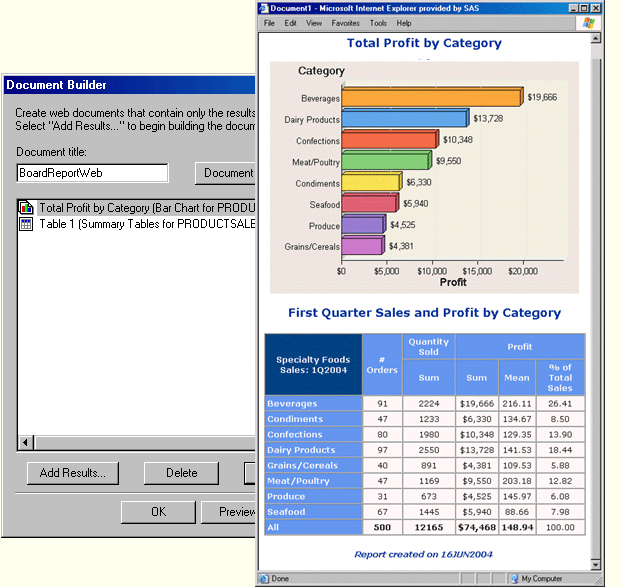 Document Builder
Create web documents that contain only the results
Select "Add Results..." to begin building the docum
Document title:
BoardReportWeb
Document
Total Profit by Category (Bar Chart for PRODU
Table 1 (Summary Tables for PRODUCTSALE
Add Results...
Delete
OK
Preview
Document1 - Microsoft Internet Explorer provided by SAS
File Edit View Favorites Tools Help
Total Profit by Category
Category
Beverages $19,666
Dairy Products $13,728
Confections $10,348
Meat/Poultry $9,550
Condiments $6,330
Seafood $5,940
Produce $4,525
Grains/Cereals $4,381
$0 $5,000 $10,000 $15,000 $20,000
Profit
First Quarter Sales and Profit by Category
Specialty Foods
Sales: 1Q2004
#
Orders
Quantity
Sold
Profit
Sum
Sum
Mean
% of
Total
Sales
Beverages 91 2224 $19,666 216.11 26.41
Condiments 47 1233 $6,330 134.67 8.50
Confections 80 1980 $10,348 129.35 13.90
Dairy Products 97 2550 $13,728 141.53 18.44
Grains/Cereals 40 891 $4,381 109.53 5.88
Meat/Poultry 47 1169 $9,550 203.18 12.82
Produce 31 673 $4,525 145.97 6.08
Seafood 67 1445 $5,940 88.66 7.98
All 500 12165 $74,468 148.94 100.00
Report created on 16JUN2004
Done
My Computer